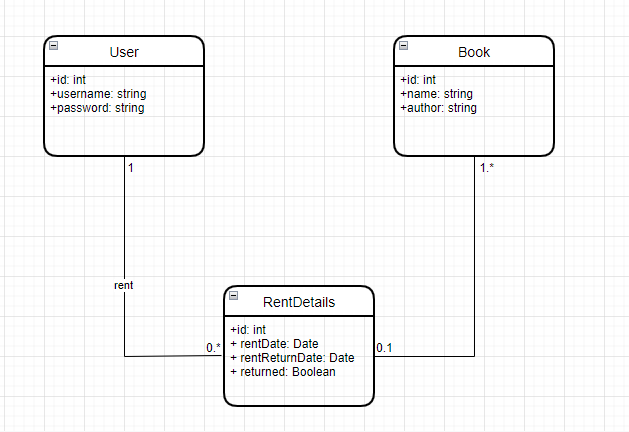 User
+id: int
+username: string
+password: string
Book
+id: int
+name: string
+author: string
1
1.*
rent
RentDetails
+id: int
+ rentDate: Date
+ rentReturnDate: Date
+ returned: Boolean
0.*
0.1